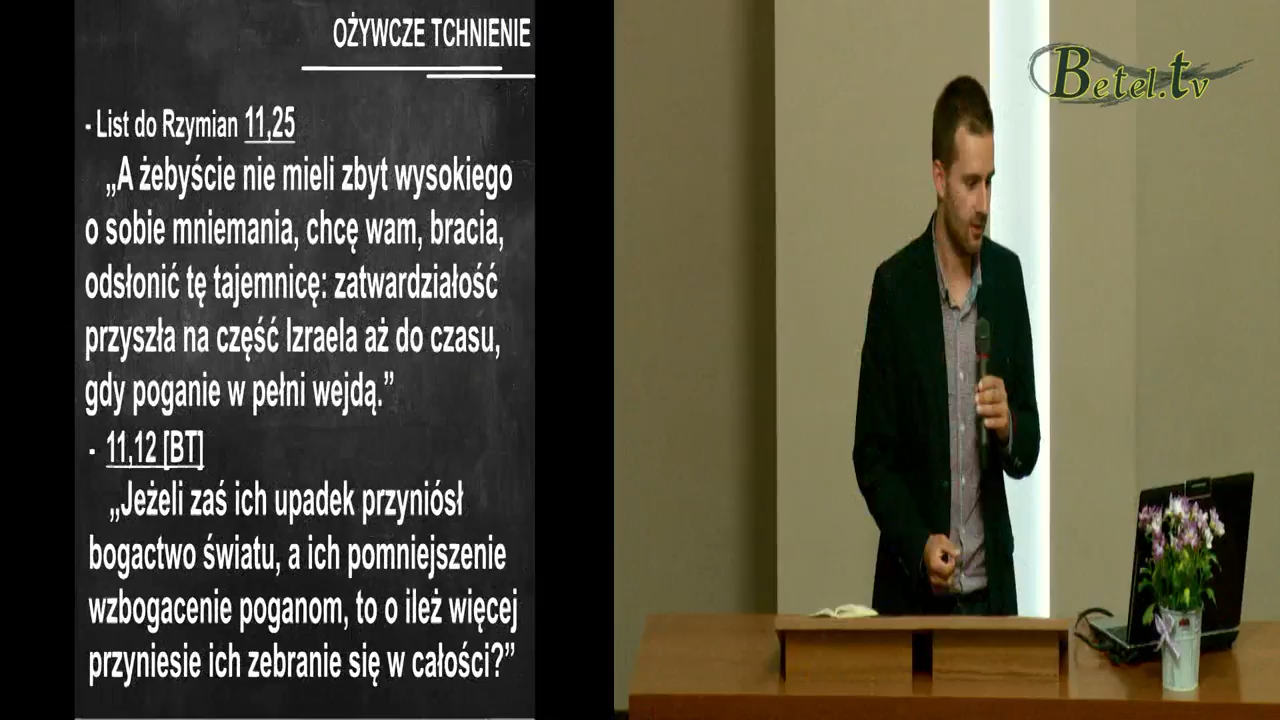 OŻYWCZE TCHNIENIE
- List do Rzymian 11,25
„A żebyście nie mieli zbyt wysokiego
o sobie mniemania, chcę wam, bracia,
odsłonić tę tajemnicę: zatwardziałość
przyszła na część Izraela aż do czasu,
gdy poganie w pełni wejdą.”
- 11,12 [BT]
„Jeżeli zaś ich upadek przyniósł
bogactwo światu, a ich pomniejszenie
wzbogacenie poganom, to o ileż więcej
przyniesie ich zebranie się w całości?”
Betel.tv